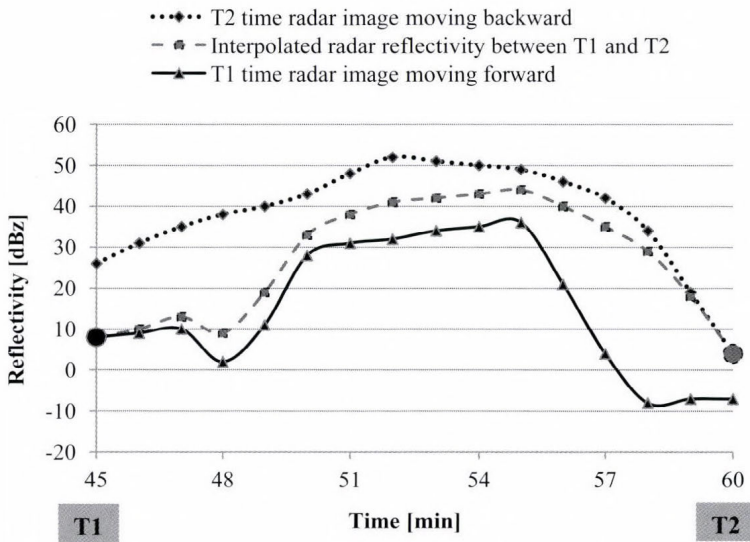 T2 time radar image moving backward
Interpolated radar reflectivity between T1 and T2
T1 time radar image moving forward
60
50
40
30
20
10
0
-10
-20
Reflectivity [dBz]
45 48 51 54 57 60
T1 Time [min] T2